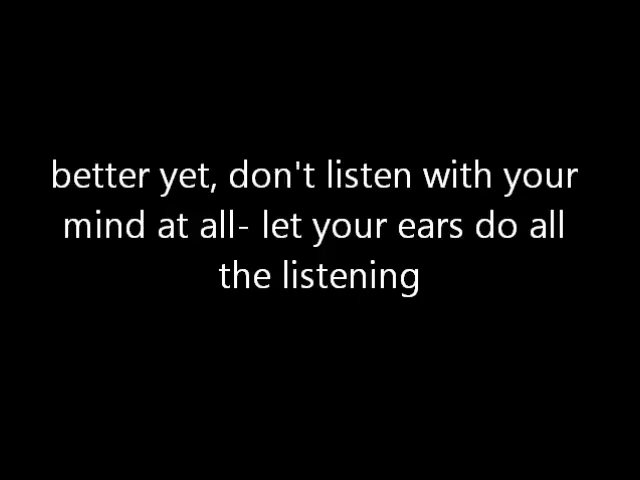 better yet, don't listen with your
mind at all- let your ears do all
the listening